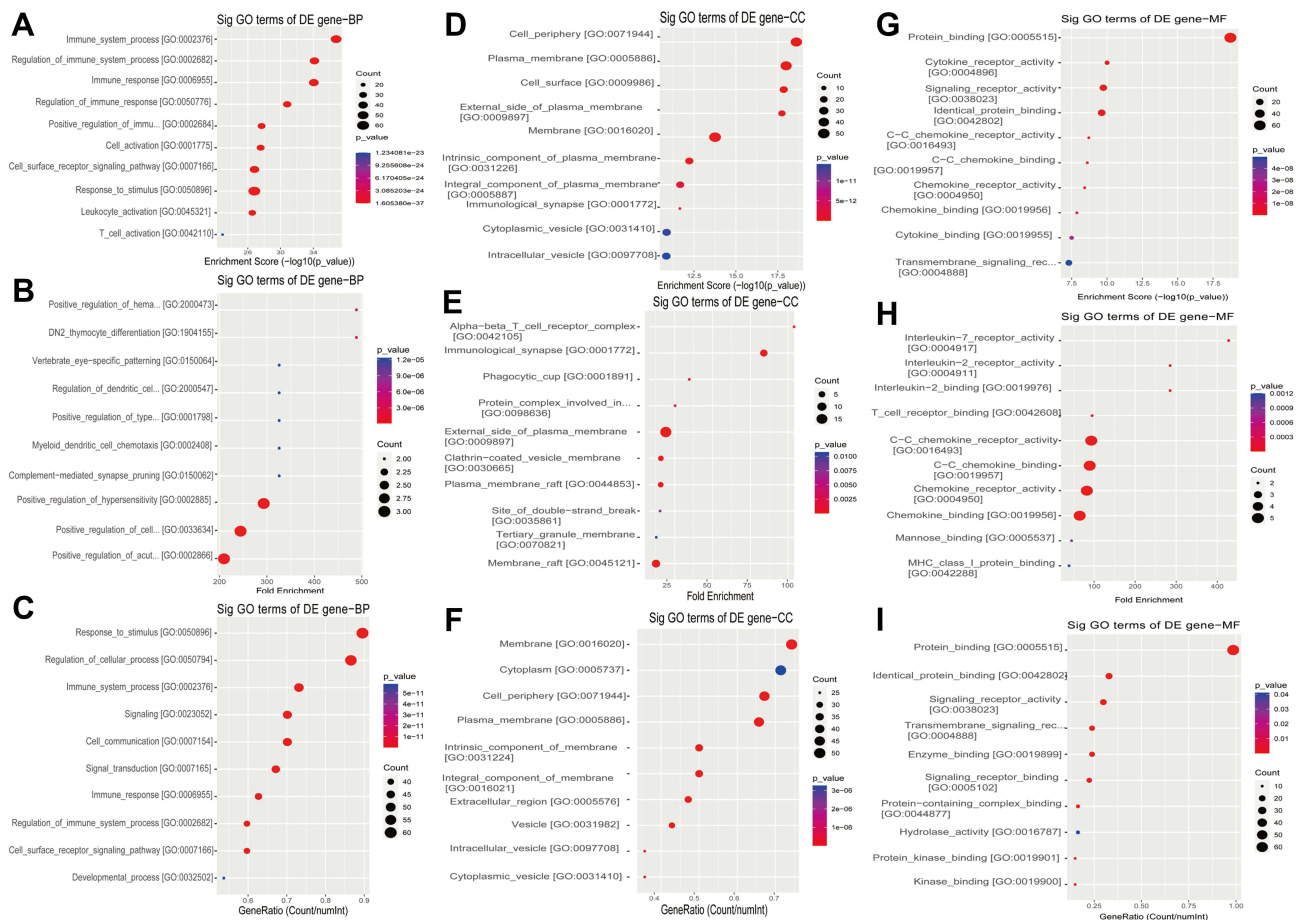 A
Sig GO terms of DE gene−BP
Immune_system_process [GO:0002376]
Regulation_of_immune_system_process [GO:0002682]
Immune_response [GO:0006955]
Regulation_of_immune_response [GO:0050776]
Positive_regulation_of_immu... [GO:0002684]
Cell_activation [GO:0001775]
Cell_surface_receptor_signaling_pathway [GO:0007166]
Response_to_stimulus [GO:0050896]
Leukocyte_activation [GO:0045321]
T_cell_activation [GO:0042110]
26 30 34
Enrichment Score (−log10(p_value))
Count
20
30
40
50
60
p_value
1.234081e−23
9.255608e−24
6.170405e−24
3.085203e−24
1.605380e−37
B
Sig GO terms of DE gene−BP
Positive_regulation_of_hema... [GO:2000473]
DN2_thymocyte_differentiation [GO:1904155]
Vertebrate_eye−specific_patterning [GO:0150064]
Regulation_of_dendritic_cel... [GO:2000547]
Positive_regulation_of_type... [GO:0001798]
Myeloid_dendritic_cell_chemotaxis [GO:0002408]
Complement−mediated_synapse_pruning [GO:0150062]
Positive_regulation_of_hypersensitivity [GO:0002885]
Positive_regulation_of_cell... [GO:0033634]
Positive_regulation_of_acut... [GO:0002866]
200 300 400 500
Fold Enrichment
p_value
1.2e−05
9.0e−06
6.0e−06
3.0e−06
Count
2.00
2.25
2.50
2.75
3.00
C
Sig GO terms of DE gene−BP
Response_to_stimulus [GO:0050896]
Regulation_of_cellular_process [GO:0050794]
Immune_system_process [GO:0002376]
Signaling [GO:0023052]
Cell_communication [GO:0007154]
Signal_transduction [GO:0007165]
Immune_response [GO:0006955]
Regulation_of_immune_system_process [GO:0002682]
Cell_surface_receptor_signaling_pathway [GO:0007166]
Developmental_process [GO:0032502]
0.6 0.7 0.8 0.9
GeneRatio (Count/numInt)
p_value
5e−11
4e−11
3e−11
2e−11
1e−11
Count
40
45
50
55
60
D
Sig GO terms of DE gene−CC
Cell_periphery [GO:0071944]
Plasma_membrane [GO:0005886]
Cell_surface [GO:0009986]
External_side_of_plasma_membrane
[GO:0009897]
Membrane [GO:0016020]
Intrinsic_component_of_plasma_membrane
[GO:0031226]
Integral_component_of_plasma_membrane
[GO:0005887]
Immunological_synapse [GO:0001772]
Cytoplasmic_vesicle [GO:0031410]
Intracellular_vesicle [GO:0097708]
12.5 15.0 17.5
Enrichment Score (−log10(p_value))
Count
10
20
30
40
50
p_value
1e−11
5e−12
E
Sig GO terms of DE gene−CC
Alpha−beta_T_cell_receptor_complex
[GO:0042105]
Immunological_synapse [GO:0001772]
Phagocytic_cup [GO:0001891]
Protein_complex_involved_in...
[GO:0098636]
External_side_of_plasma_membrane
[GO:0009897]
Clathrin−coated_vesicle_membrane
[GO:0030665]
Plasma_membrane_raft [GO:0044853]
Site_of_double−strand_break
[GO:0035861]
Tertiary_granule_membrane
[GO:0070821]
Membrane_raft [GO:0045121]
25 50 75 100
Fold Enrichment
Count
5
10
15
p_value
0.0100
0.0075
0.0050
0.0025
F
Sig GO terms of DE gene−CC
Membrane [GO:0016020]
Cytoplasm [GO:0005737]
Cell_periphery [GO:0071944]
Plasma_membrane [GO:0005886]
Intrinsic_component_of_membrane
[GO:0031224]
Integral_component_of_membrane
[GO:0016021]
Extracellular_region [GO:0005576]
Vesicle [GO:0031982]
Intracellular_vesicle [GO:0097708]
Cytoplasmic_vesicle [GO:0031410]
0.4 0.5 0.6 0.7
GeneRatio (Count/numInt)
Count
25
30
35
40
45
50
p_value
3e−06
2e−06
1e−06
G
Sig GO terms of DE gene−MF
Protein_binding [GO:0005515]
Cytokine_receptor_activity
[GO:0004896]
Signaling_receptor_activity
[GO:0038023]
Identical_protein_binding
[GO:0042802]
C−C_chemokine_receptor_activity
[GO:0016493]
C−C_chemokine_binding
[GO:0019957]
Chemokine_receptor_activity
[GO:0004950]
Chemokine_binding [GO:0019956]
Cytokine_binding [GO:0019955]
Transmembrane_signaling_rec...
[GO:0004888]
7.5 10.0 12.5 15.0 17.5
Enrichment Score (−log10(p_value))
Count
20
40
60
p_value
4e−08
3e−08
2e−08
1e−08
H
Sig GO terms of DE gene−MF
Interleukin−7_receptor_activity
[GO:0004917]
Interleukin−2_receptor_activity
[GO:0004911]
Interleukin−2_binding [GO:0019976]
T_cell_receptor_binding [GO:0042608]
C−C_chemokine_receptor_activity
[GO:0016493]
C−C_chemokine_binding
[GO:0019957]
Chemokine_receptor_activity
[GO:0004950]
Chemokine_binding [GO:0019956]
Mannose_binding [GO:0005537]
MHC_class_I_protein_binding
[GO:0042288]
100 200 300 400
Fold Enrichment
p_value
0.0012
0.0009
0.0006
0.0003
Count
2
3
4
5
I
Sig GO terms of DE gene−MF
Protein_binding [GO:0005515]
Identical_protein_binding [GO:0042802]
Signaling_receptor_activity
[GO:0038023]
Transmembrane_signaling_rec...
[GO:0004888]
Enzyme_binding [GO:0019899]
Signaling_receptor_binding
[GO:0005102]
Protein−containing_complex_binding
[GO:0044877]
Hydrolase_activity [GO:0016787]
Protein_kinase_binding [GO:0019901]
Kinase_binding [GO:0019900]
0.25 0.50 0.75 1.00
GeneRatio (Count/numInt)
p_value
0.04
0.03
0.02
0.01
Count
10
20
30
40
50
60